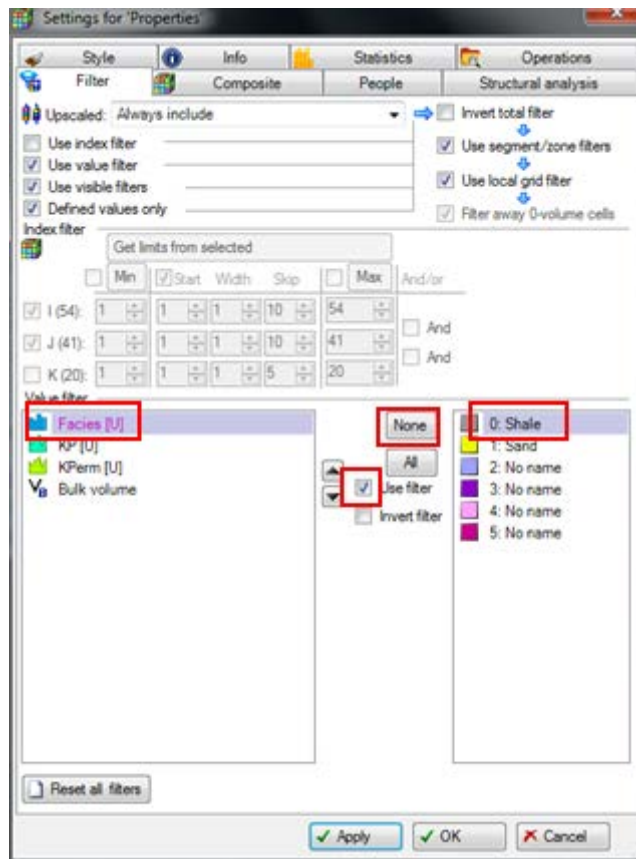 Settings for 'Properties'
Style Info Statistics Operations
Filter Composite People Structural analysis
Upscaled: Always include Invert total filter
Use index filter
Use value filter Use segment/zone filters
Use visible filters Use local grid filter
Defined values only Filter away 0-volume cells
Index filter
Get limits from selected
Min Start Width Skip Max And/or
I (54): 1 1 1 10 54
And
J (41): 1 1 1 10 41
And
K (20): 1 1 1 5 20
Value filter
Facies [U] None 0: Shale
KP [U] 1: Sand
KPerm [U] All 2: No name
Bulk volume Use filter 3: No name
Invert filter 4: No name
5: No name
Reset all filters
Apply OK Cancel